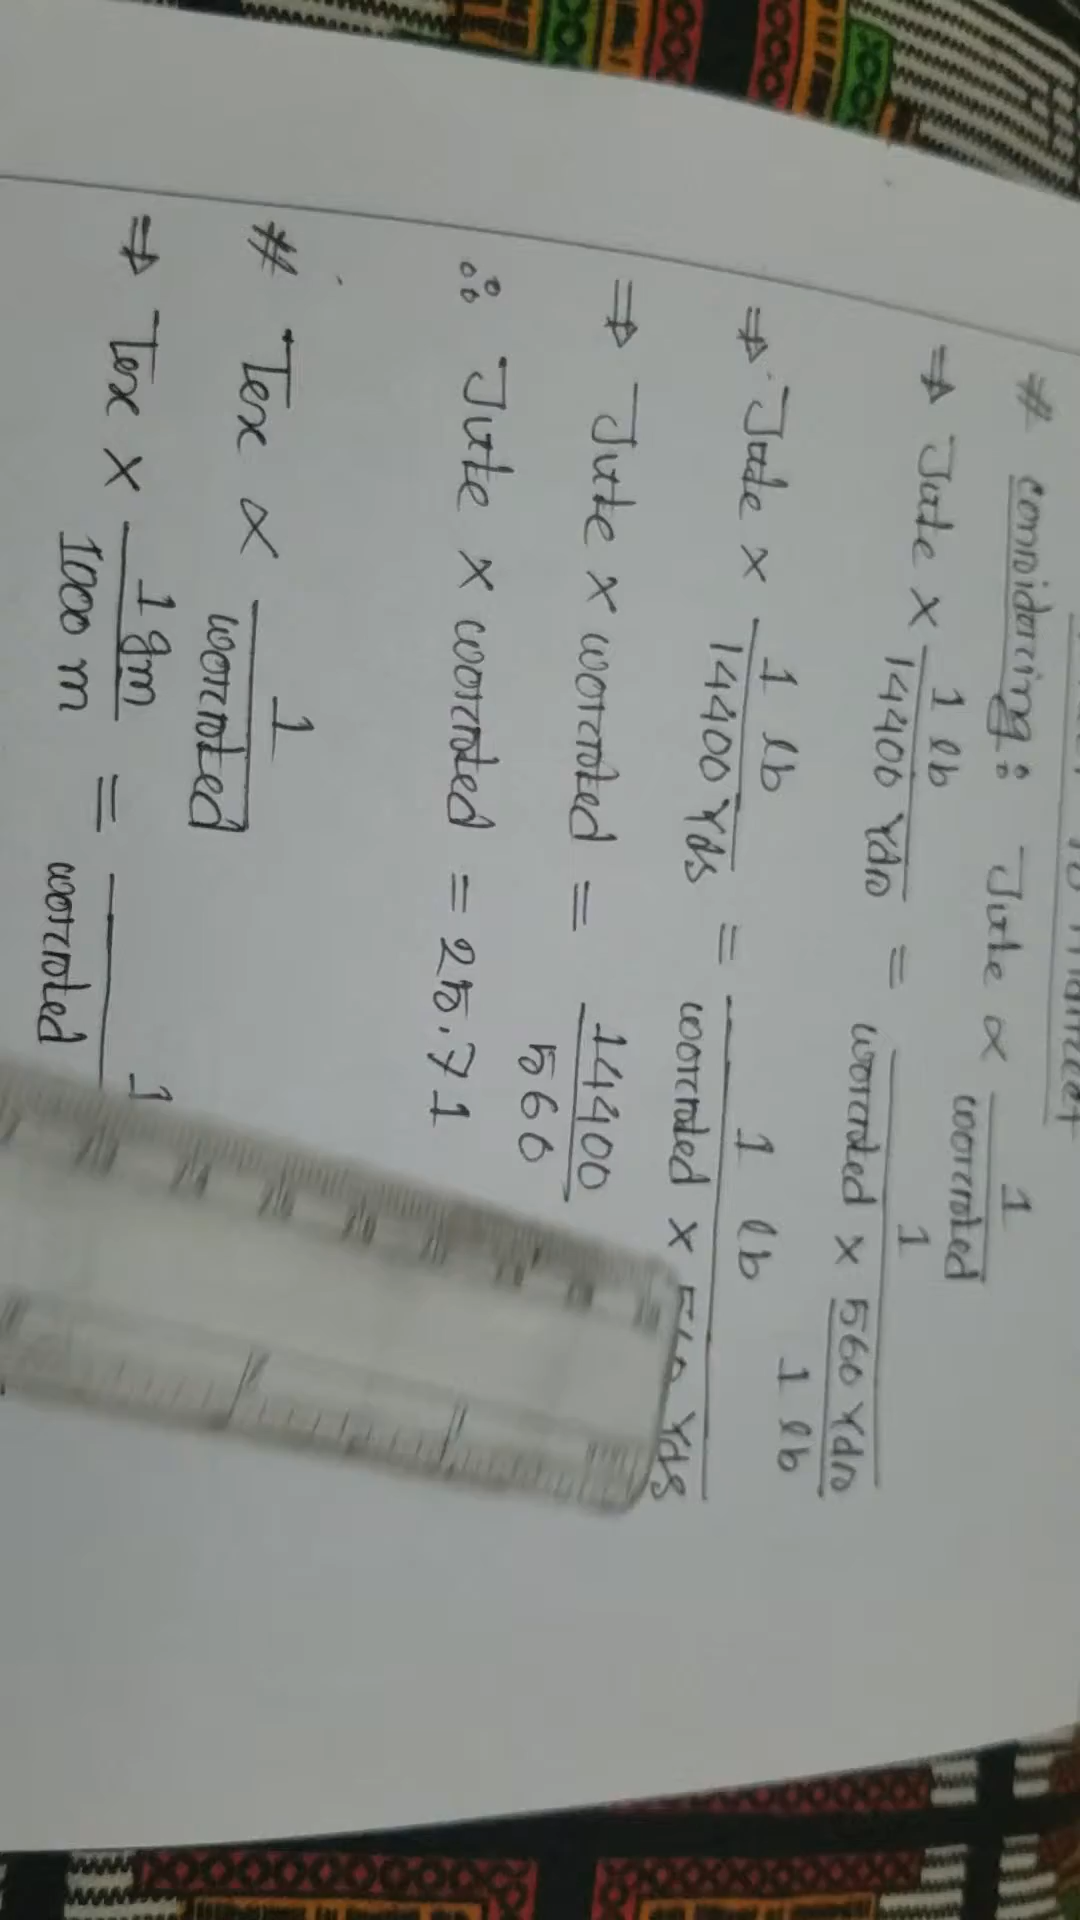 # Considering: Jute ∝ 1/worsted
⇒ Jute × 1 lb/14400 Yds = 1/(worsted × 560 Yds/1 lb)
⇒ Jute × 1 lb/14400 Yds = 1 lb/(worsted × Yds)
⇒ Jute × worsted = 14400/560
∴ Jute × worsted = 25.71
# Tex ∝ 1/worsted
⇒ Tex × 1 gm/1000 m = 1/worsted